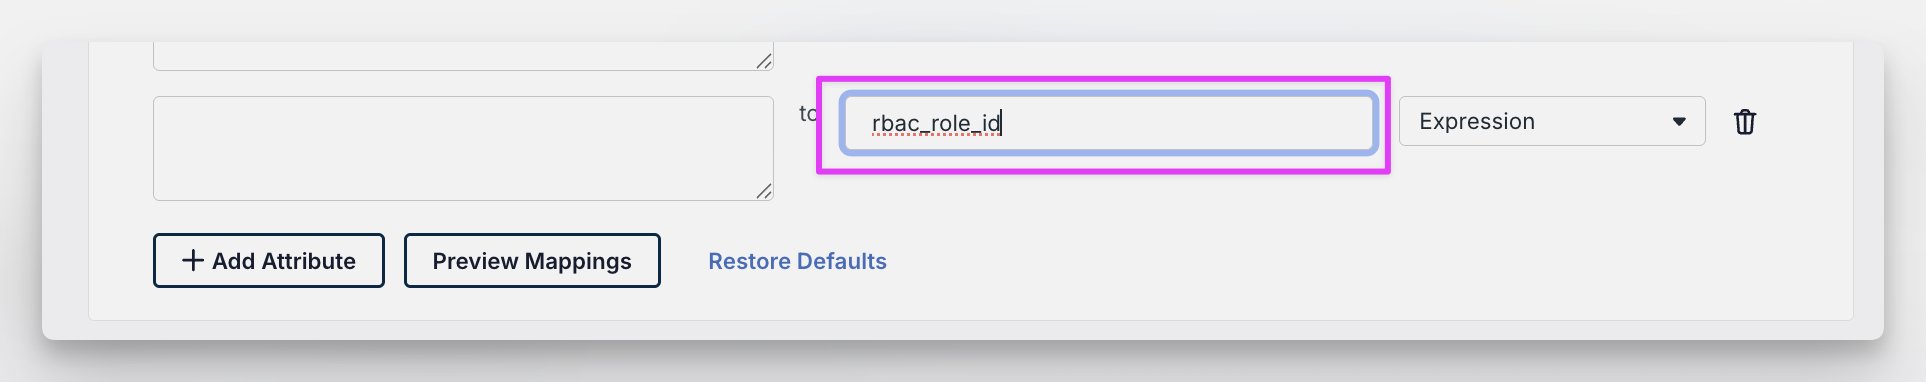 to rbac_role_id Expression
Add Attribute Preview Mappings Restore Defaults